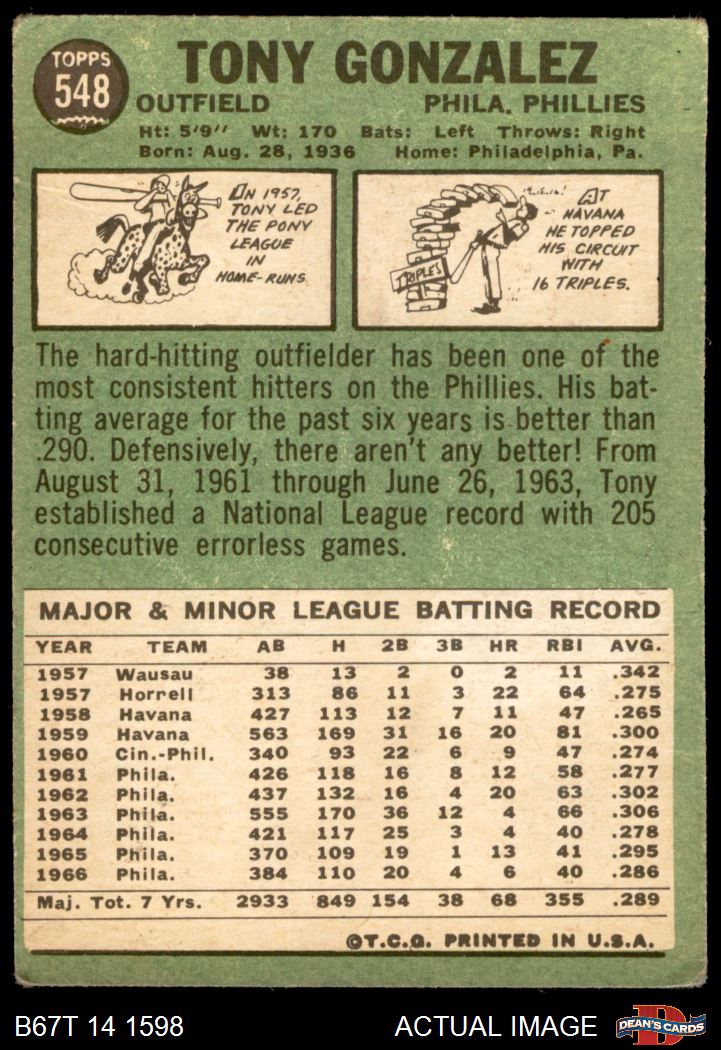 TOPPS
548
TONY GONZALEZ
OUTFIELD PHILA. PHILLIES
Ht: 5'9" Wt: 170 Bats: Left Throws: Right
Born: Aug. 28, 1936 Home: Philadelphia, Pa.
IN 1957,
TONY LED
THE PONY
LEAGUE
IN
HOME-RUNS.
TRIPLES
AT
HAVANA
HE TOPPED
HIS CIRCUIT
WITH
16 TRIPLES.
The hard-hitting outfielder has been one of the
most consistent hitters on the Phillies. His bat-
ting average for the past six years is better than
.290. Defensively, there aren't any better! From
August 31, 1961 through June 26, 1963, Tony
established a National League record with 205
consecutive errorless games.
MAJOR & MINOR LEAGUE BATTING RECORD
YEAR TEAM AB H 2B 3B HR RBI AVG.
1957 Wausau 38 13 2 0 2 11 .342
1957 Horrell 313 86 11 3 22 64 .275
1958 Havana 427 113 12 7 11 47 .265
1959 Havana 563 169 31 16 20 81 .300
1960 Cin.-Phil. 340 93 22 6 9 47 .274
1961 Phila. 426 118 16 8 12 58 .277
1962 Phila. 437 132 16 4 20 63 .302
1963 Phila. 555 170 36 12 4 66 .306
1964 Phila. 421 117 25 3 4 40 .278
1965 Phila. 370 109 19 1 13 41 .295
1966 Phila. 384 110 20 4 6 40 .286
Maj. Tot. 7 Yrs. 2933 849 154 38 68 355 .289
©T.C.G. PRINTED IN U.S.A.
B67T 14 1598 ACTUAL IMAGE DEAN'S CARDS